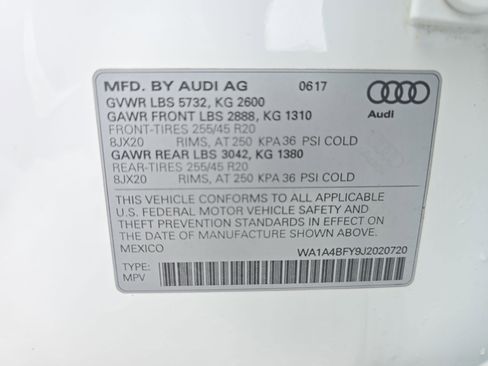 MFD. BY AUDI AG 0617
GVWR LBS 5732, KG 2600
GAWR FRONT LBS 2888, KG 1310
FRONT-TIRES 255/45 R20
8JX20 RIMS, AT 250 KPA 36 PSI COLD
GAWR REAR LBS 3042, KG 1380
REAR-TIRES 255/45 R20
8JX20 RIMS, AT 250 KPA 36 PSI COLD
Audi
THIS VEHICLE CONFORMS TO ALL APPLICABLE
U.S. FEDERAL MOTOR VEHICLE SAFETY AND
THEFT PREVENTION STANDARDS IN EFFECT ON
THE DATE OF MANUFACTURE SHOWN ABOVE.
MEXICO WA1A4BFY9J2020720
TYPE:
MPV